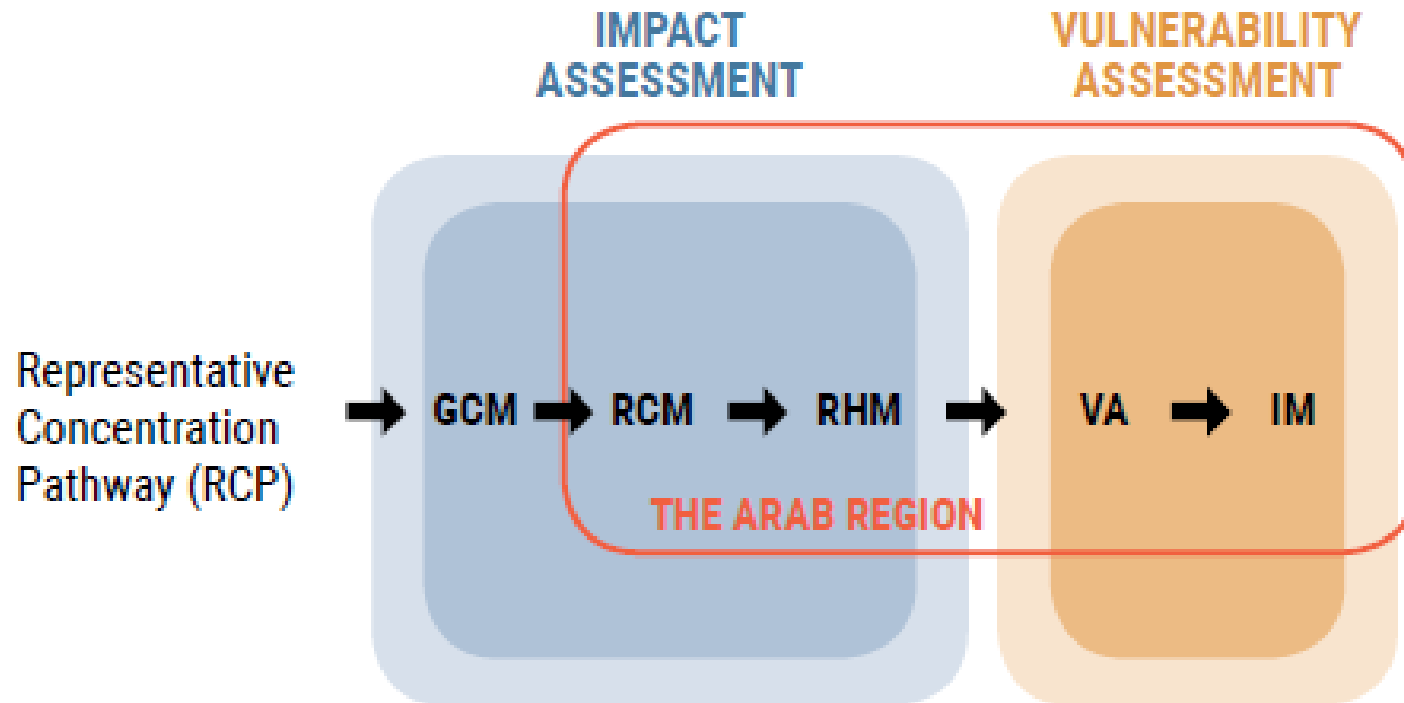 IMPACT
ASSESSMENT
VULNERABILITY
ASSESSMENT
Representative
Concentration
Pathway (RCP)
GCM
RCM
RHM
VA
IM
THE ARAB REGION